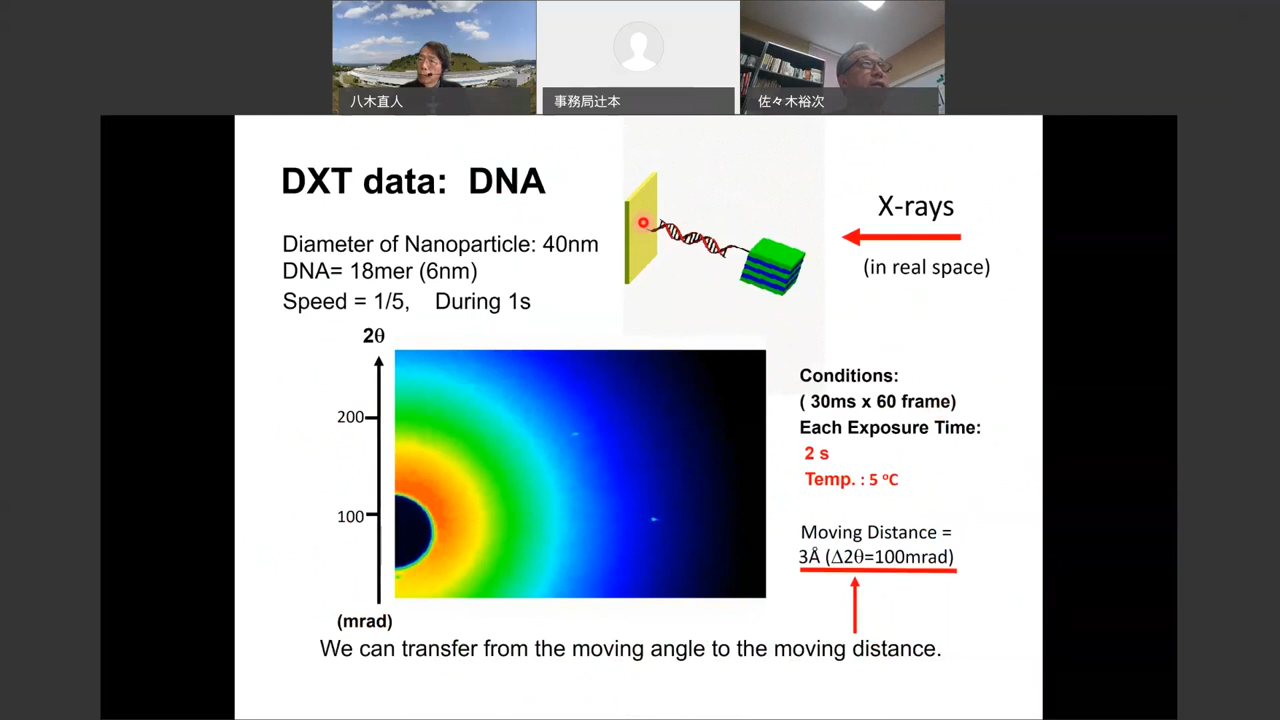 八木直人
事務局辻本
佐々木裕次
DXT data: DNA
X-rays
(in real space)
Diameter of Nanoparticle: 40nm
DNA= 18mer (6nm)
Speed = 1/5, During 1s
2θ
200
100
(mrad)
Conditions:
( 30ms x 60 frame)
Each Exposure Time:
2 s
Temp. : 5 ºC
Moving Distance =
3Å (Δ2θ=100mrad)
We can transfer from the moving angle to the moving distance.